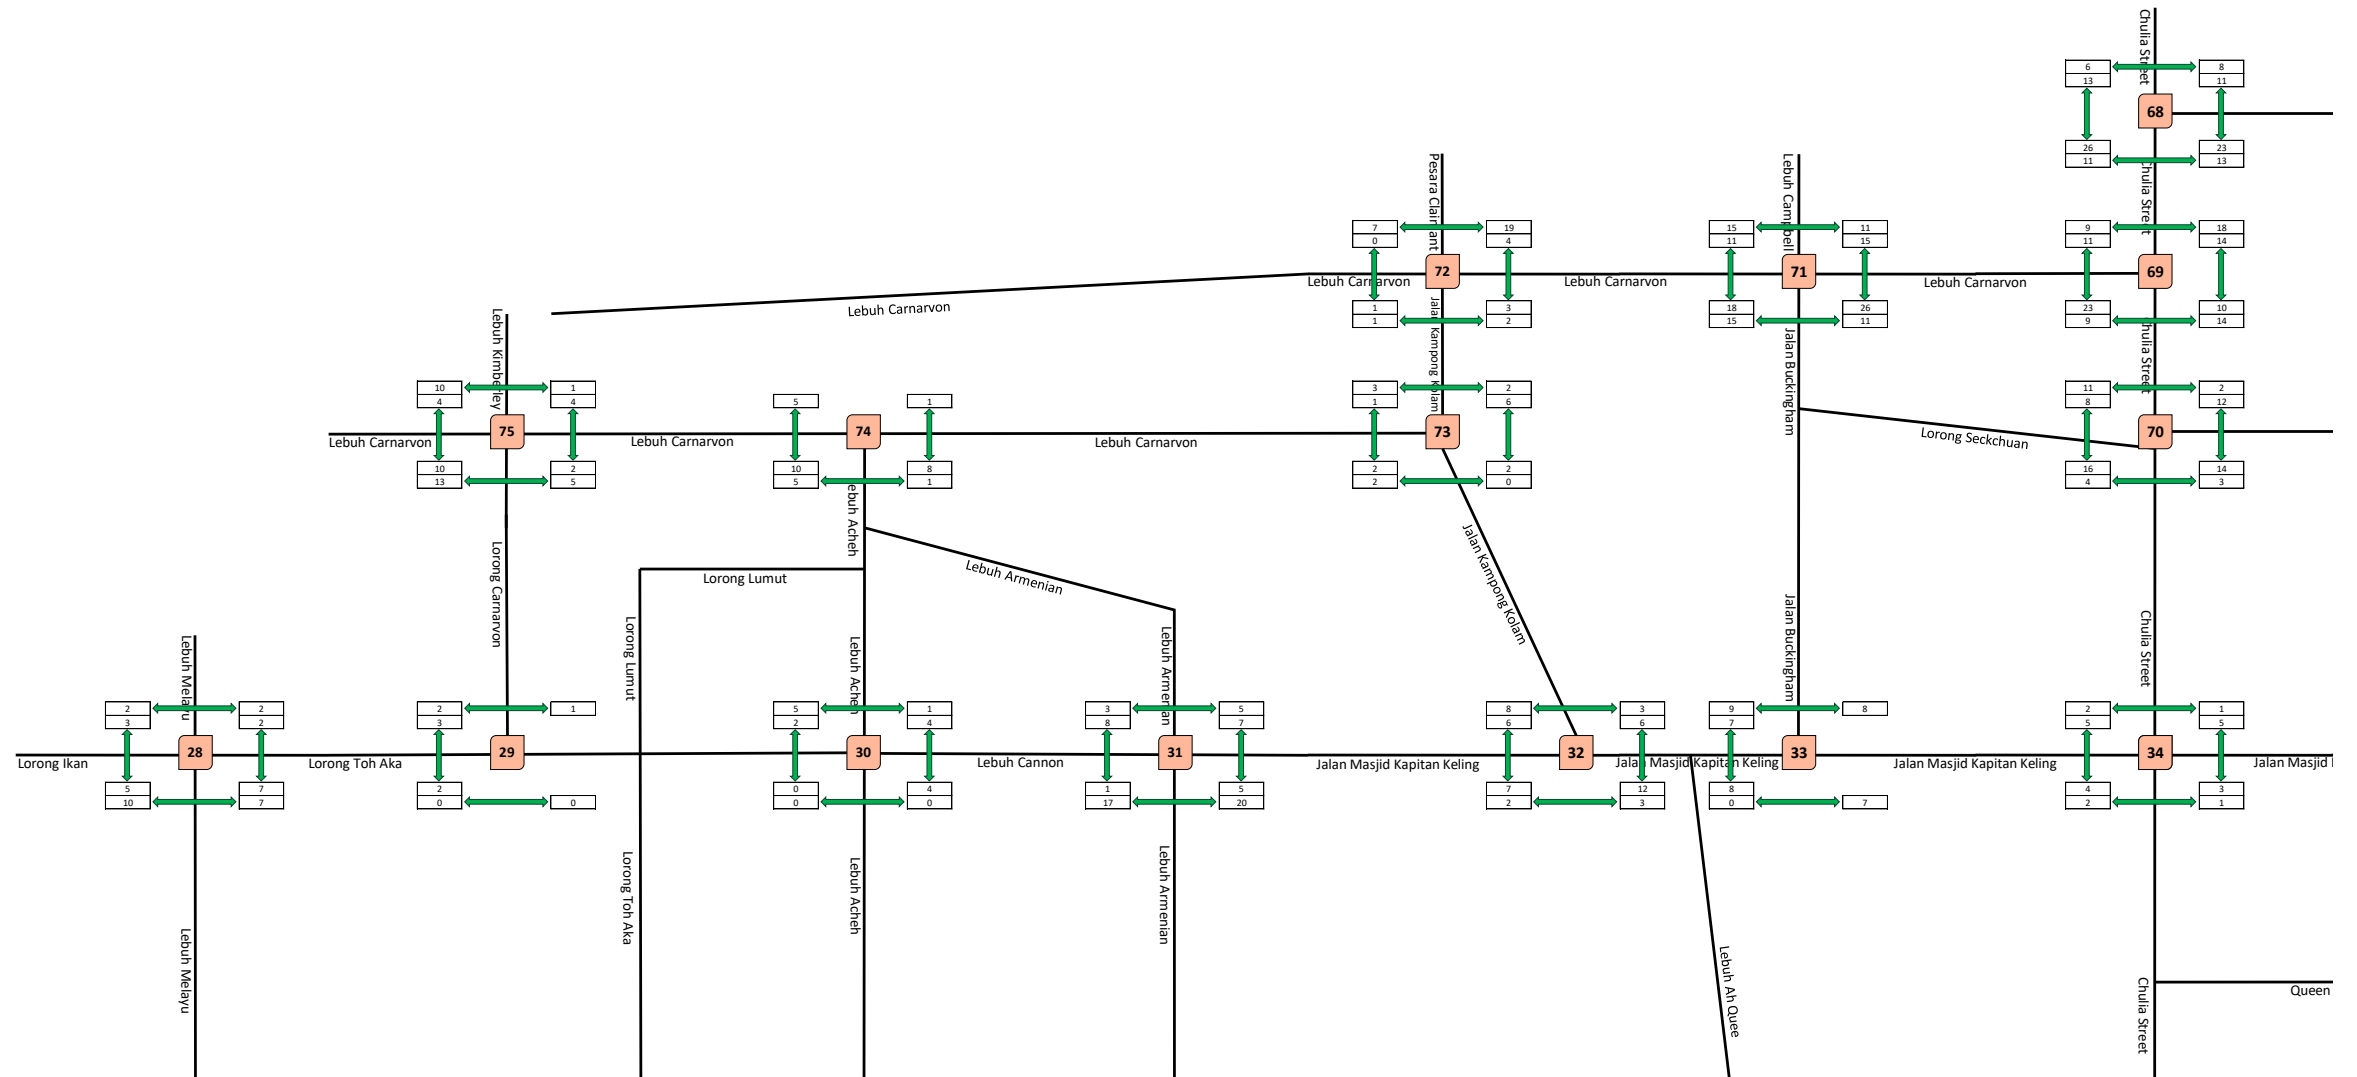 Chulia Street
6 8
13 11
68
26 23
11 13
Chulia Street
Pesara Claimant
Lebuh Campbell
7 19
0 4
15 11
11 15
9 18
11 14
72
71
69
Lebuh Carnarvon
Lebuh Carnarvon
Lebuh Carnarvon
Lebuh Carnarvon
1 3
1 2
18 26
15 11
23 10
9 14
Jalan Kampong Kolam
Jalan Buckingham
Chulia Street
Lebuh Kimberley
10 1
4 4
5 1
3 2
1 6
11 2
8 12
75
74
73
70
Lebuh Carnarvon
Lebuh Carnarvon
Lebuh Carnarvon
Lorong Seckchuan
10 2
13 5
10 8
5 1
2 2
2 0
16 14
4 3
Lebuh Acheh
Lorong Carnarvon
Lorong Lumut
Lebuh Armenian
Jalan Kampong Kolam
Lebuh Melayu
Lorong Lumut
Lebuh Acheh
Lebuh Armenian
Jalan Buckingham
Chulia Street
2 2
3 2
2 1
3
5 1
2 4
3 5
8 7
8 3
6 6
9 8
7
2 1
5 5
28
29
30
31
32
33
34
Lorong Ikan
Lorong Toh Aka
Lebuh Cannon
Jalan Masjid Kapitan Keling
Jalan Masjid Kapitan Keling
Jalan Masjid Kapitan Keling
Jalan Masjid
5 7
10 7
2
0 0
0 4
0 0
1 5
17 20
7 12
2 3
8
0 7
4 3
2 1
Lebuh Melayu
Lorong Toh Aka
Lebuh Acheh
Lebuh Armenian
Lebuh Ah Quee
Chulia Street
Queen